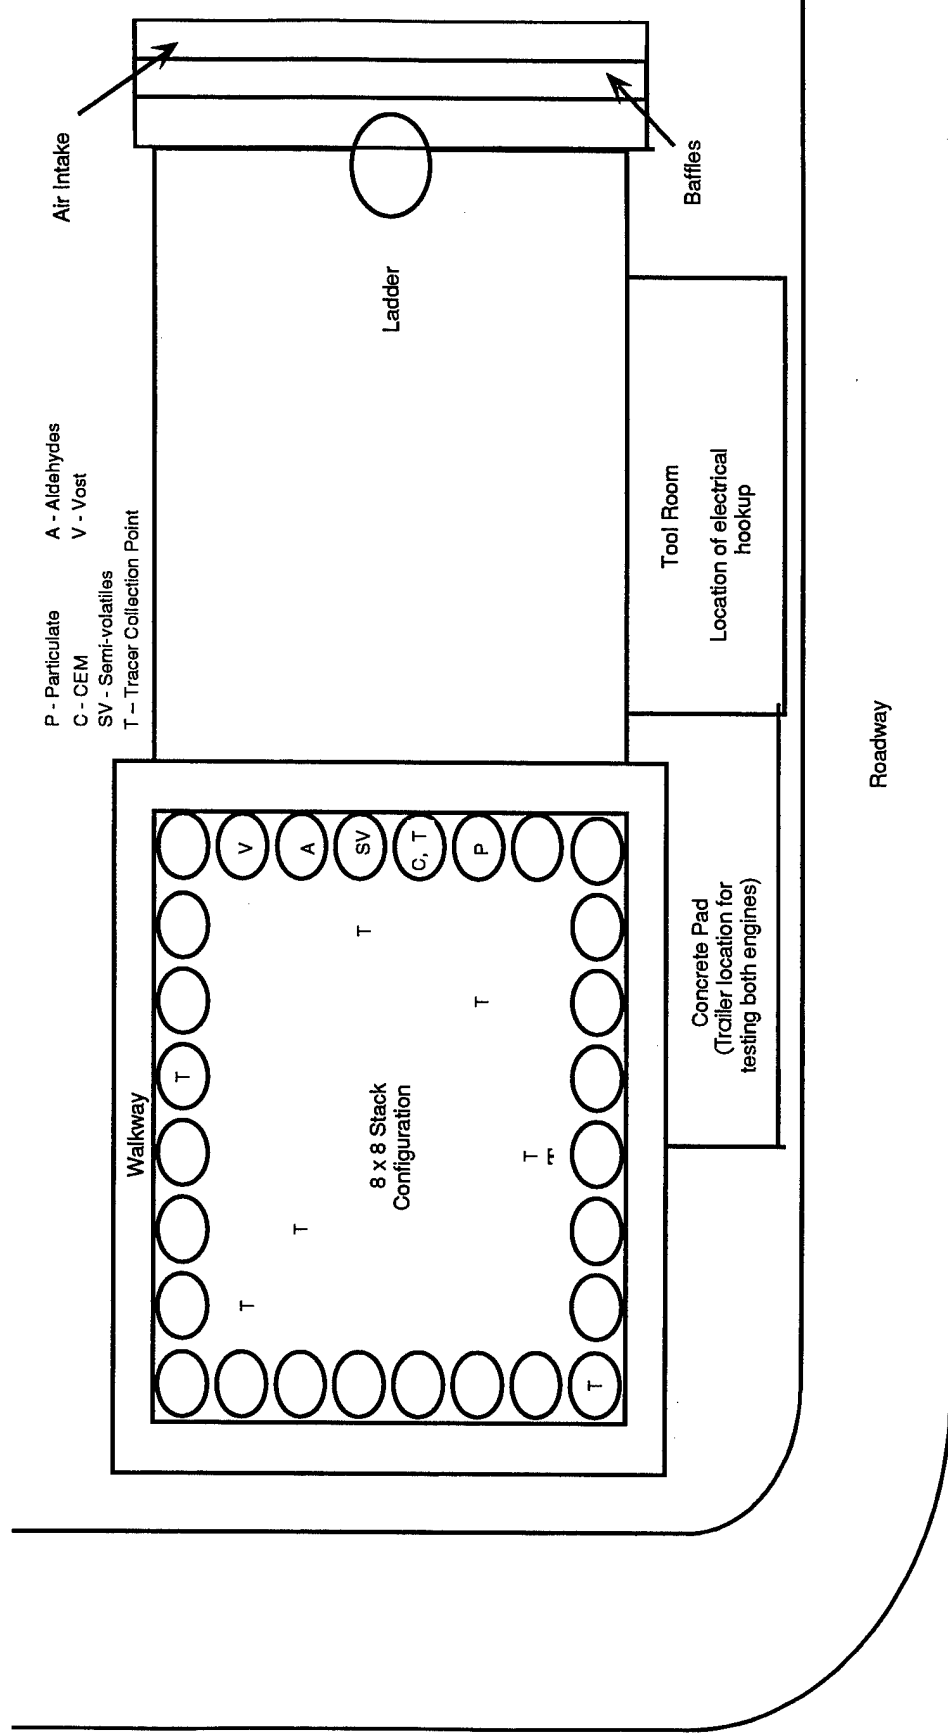 P - Particulate
A - Aldehydes
C - CEM
V - Vost
SV - Semi-volatiles
T – Tracer Collection Point
Air Intake
Walkway
T
V
A
T
T
SV
T
8 x 8 Stack
Configuration
C, T
Ladder
T
P
T
T
Baffles
Concrete Pad
(Trailer location for
testing both engines)
Tool Room
Location of electrical
hookup
Roadway